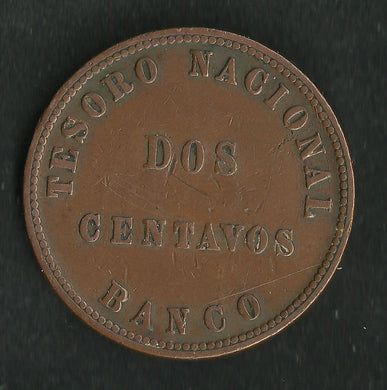 TESORO NACIONAL
DOS
CENTAVOS
BANCO